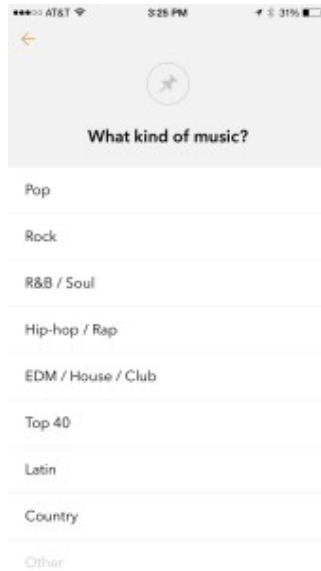 AT&T 3:25 PM 31%
What kind of music?
Pop
Rock
R&B / Soul
Hip-hop / Rap
EDM / House / Club
Top 40
Latin
Country
Other